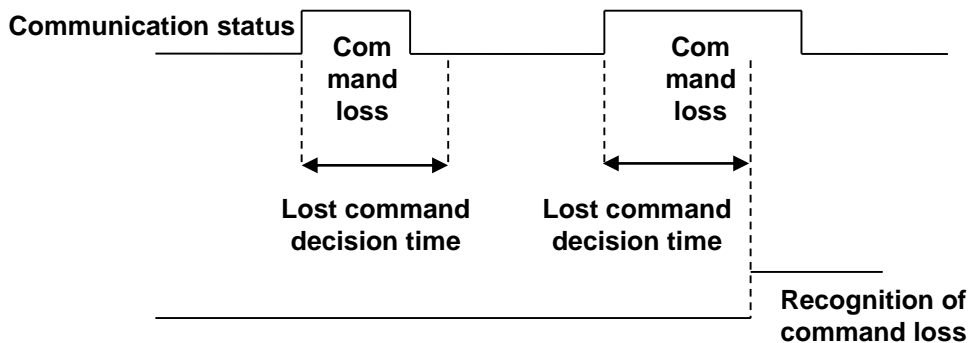 Communication status
Com
mand
loss
Com
mand
loss
Lost command
decision time
Lost command
decision time
Recognition of
command loss